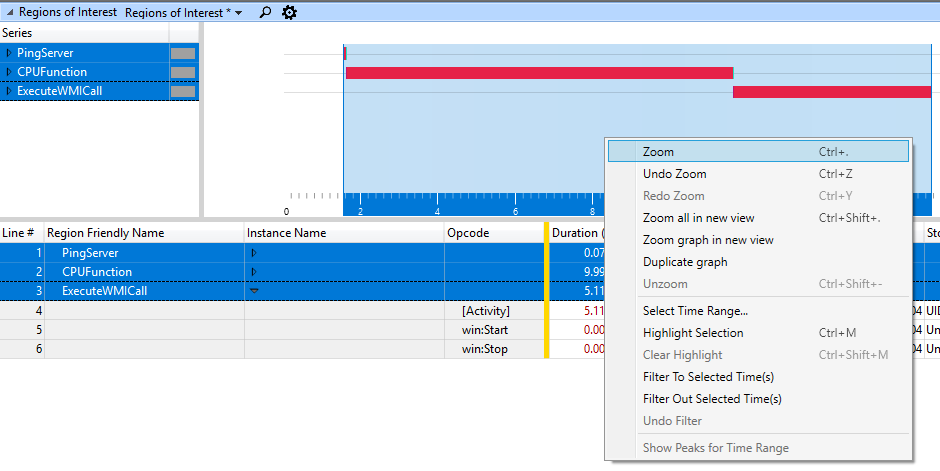 Regions of Interest Regions of Interest *
Series
PingServer
CPUFunction
ExecuteWMICall
0 2 4 6 8
Zoom Ctrl+.
Undo Zoom Ctrl+Z
Redo Zoom Ctrl+Y
Zoom all in new view Ctrl+Shift+.
Zoom graph in new view
Duplicate graph
Unzoom Ctrl+Shift+-
Select Time Range...
Highlight Selection Ctrl+M
Clear Highlight Ctrl+Shift+M
Filter To Selected Time(s)
Filter Out Selected Time(s)
Undo Filter
Show Peaks for Time Range
Line # Region Friendly Name Instance Name Opcode Duration (
1 PingServer 0.07
2 CPUFunction 9.99
3 ExecuteWMICall 5.11
4 [Activity] 5.11 04 UID
5 win:Start 0.00 04 Un
6 win:Stop 0.00 04 Un